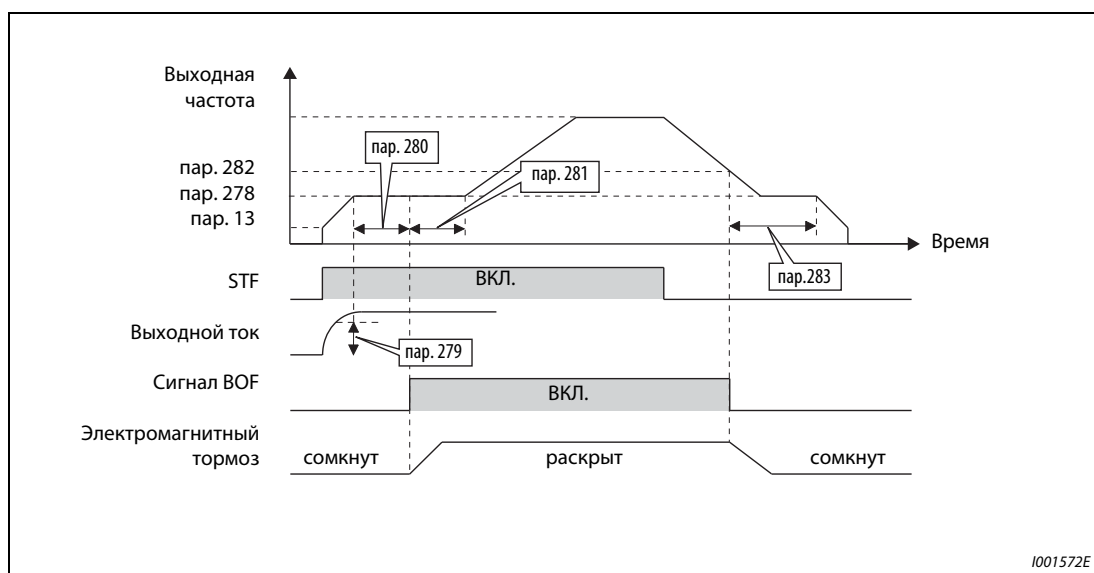 Выходная
частота
пар. 280
пар. 281
пар. 282
пар. 278
пар. 13
Время
пар.283
STF
ВКЛ.
Выходной ток
пар. 279
Сигнал BOF
ВКЛ.
Электромагнитный
тормоз
сомкнут
раскрыт
сомкнут
I001572E